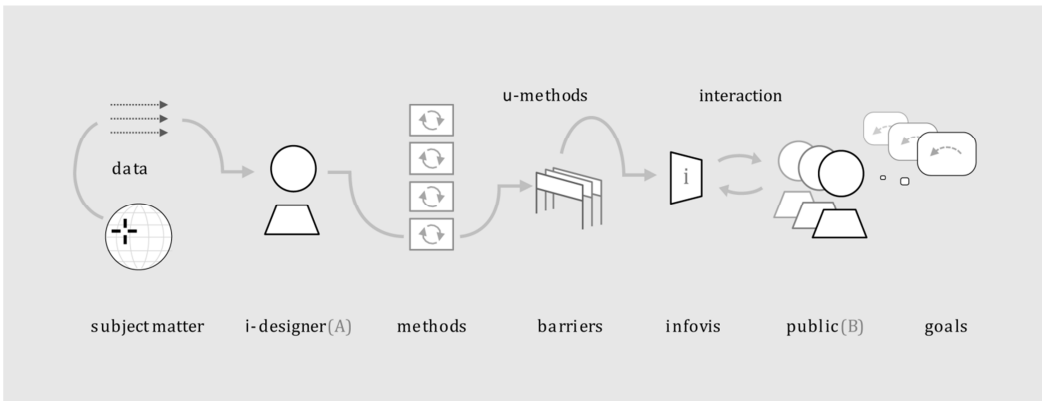 u-methods
interaction
data
i
subject matter
i-designer(A)
methods
barriers
infovis
public(B)
goals